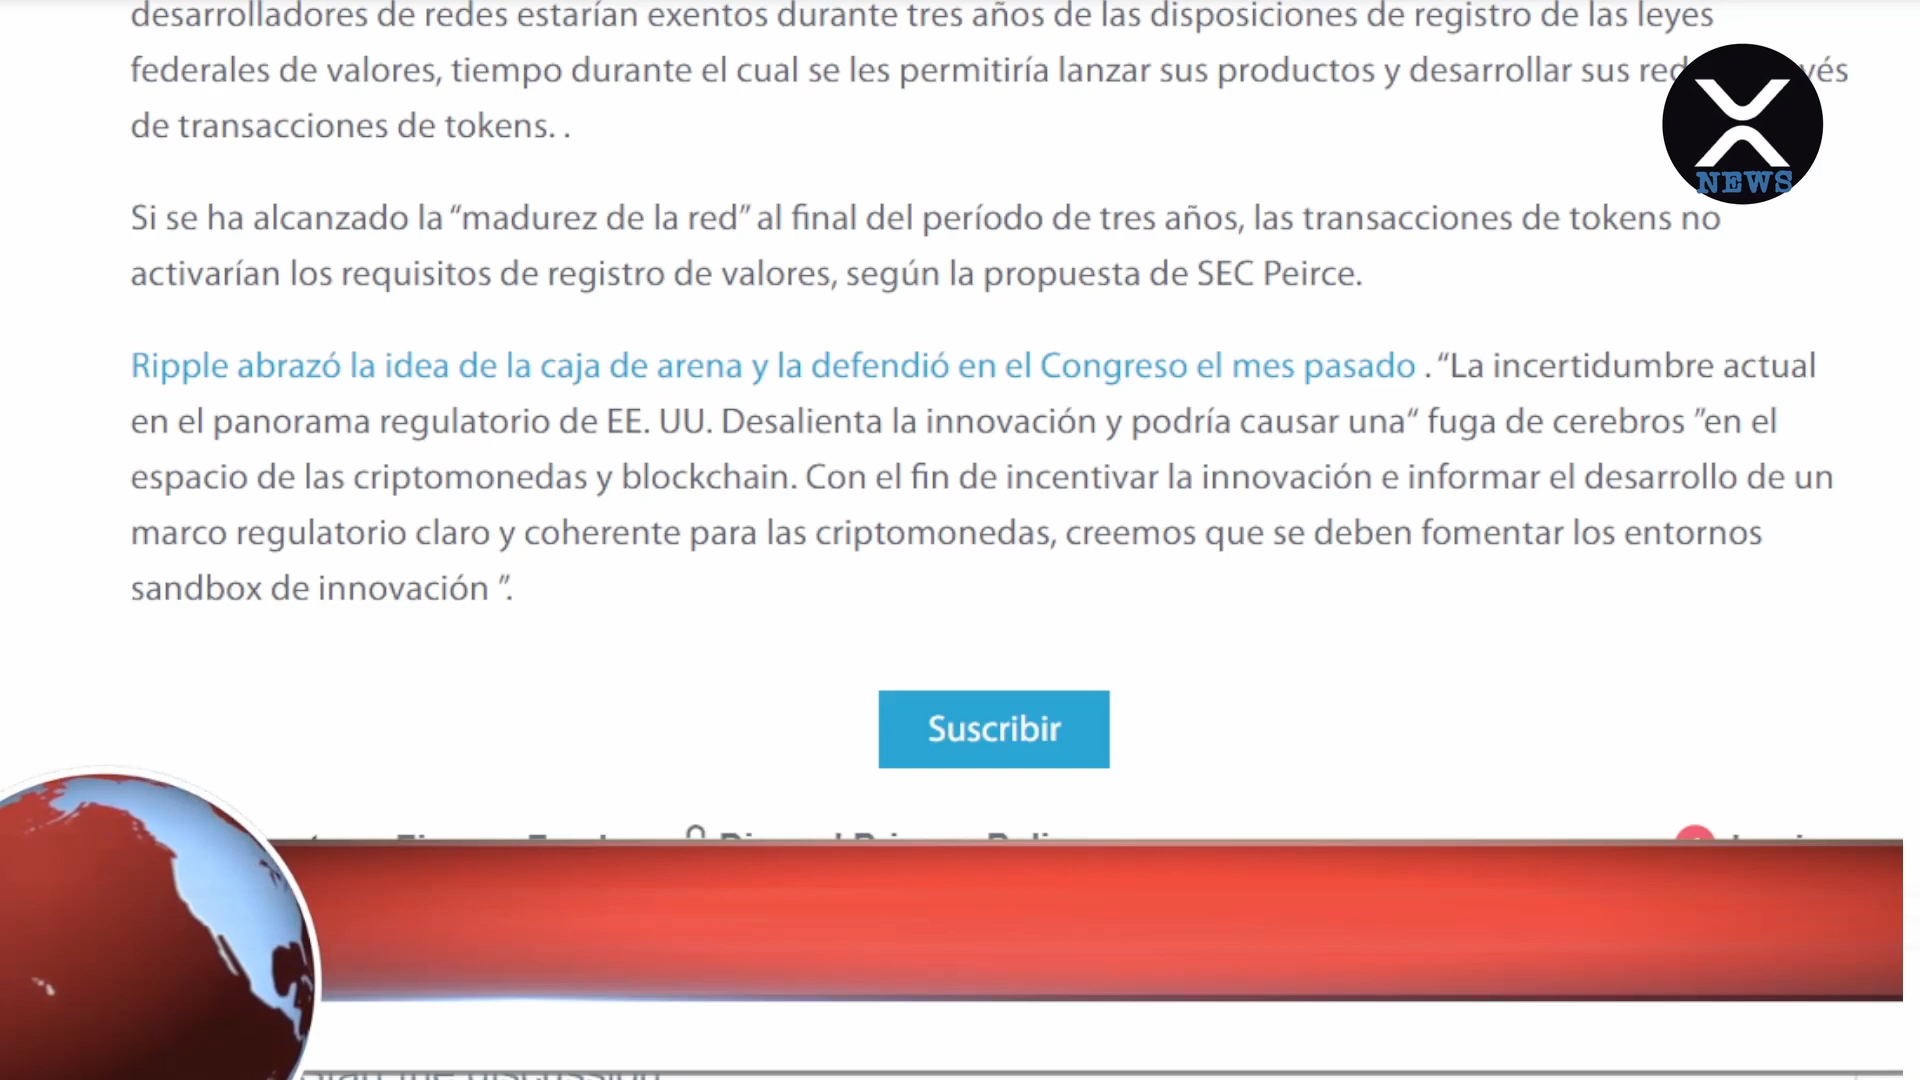 desarrolladores de redes estarían exentos durante tres años de las disposiciones de registro de las leyes
federales de valores, tiempo durante el cual se les permitiría lanzar sus productos y desarrollar sus
de transacciones de tokens. .
NEWS
Si se ha alcanzado la “madurez de la red” al final del período de tres años, las transacciones de tokens no
activarían los requisitos de registro de valores, según la propuesta de SEC Peirce.
Ripple abrazó la idea de la caja de arena y la defendió en el Congreso el mes pasado . “La incertidumbre actual
en el panorama regulatorio de EE. UU. Desalienta la innovación y podría causar una“ fuga de cerebros ”en el
espacio de las criptomonedas y blockchain. Con el fin de incentivar la innovación e informar el desarrollo de un
marco regulatorio claro y coherente para las criptomonedas, creemos que se deben fomentar los entornos
sandbox de innovación ”.
Suscribir